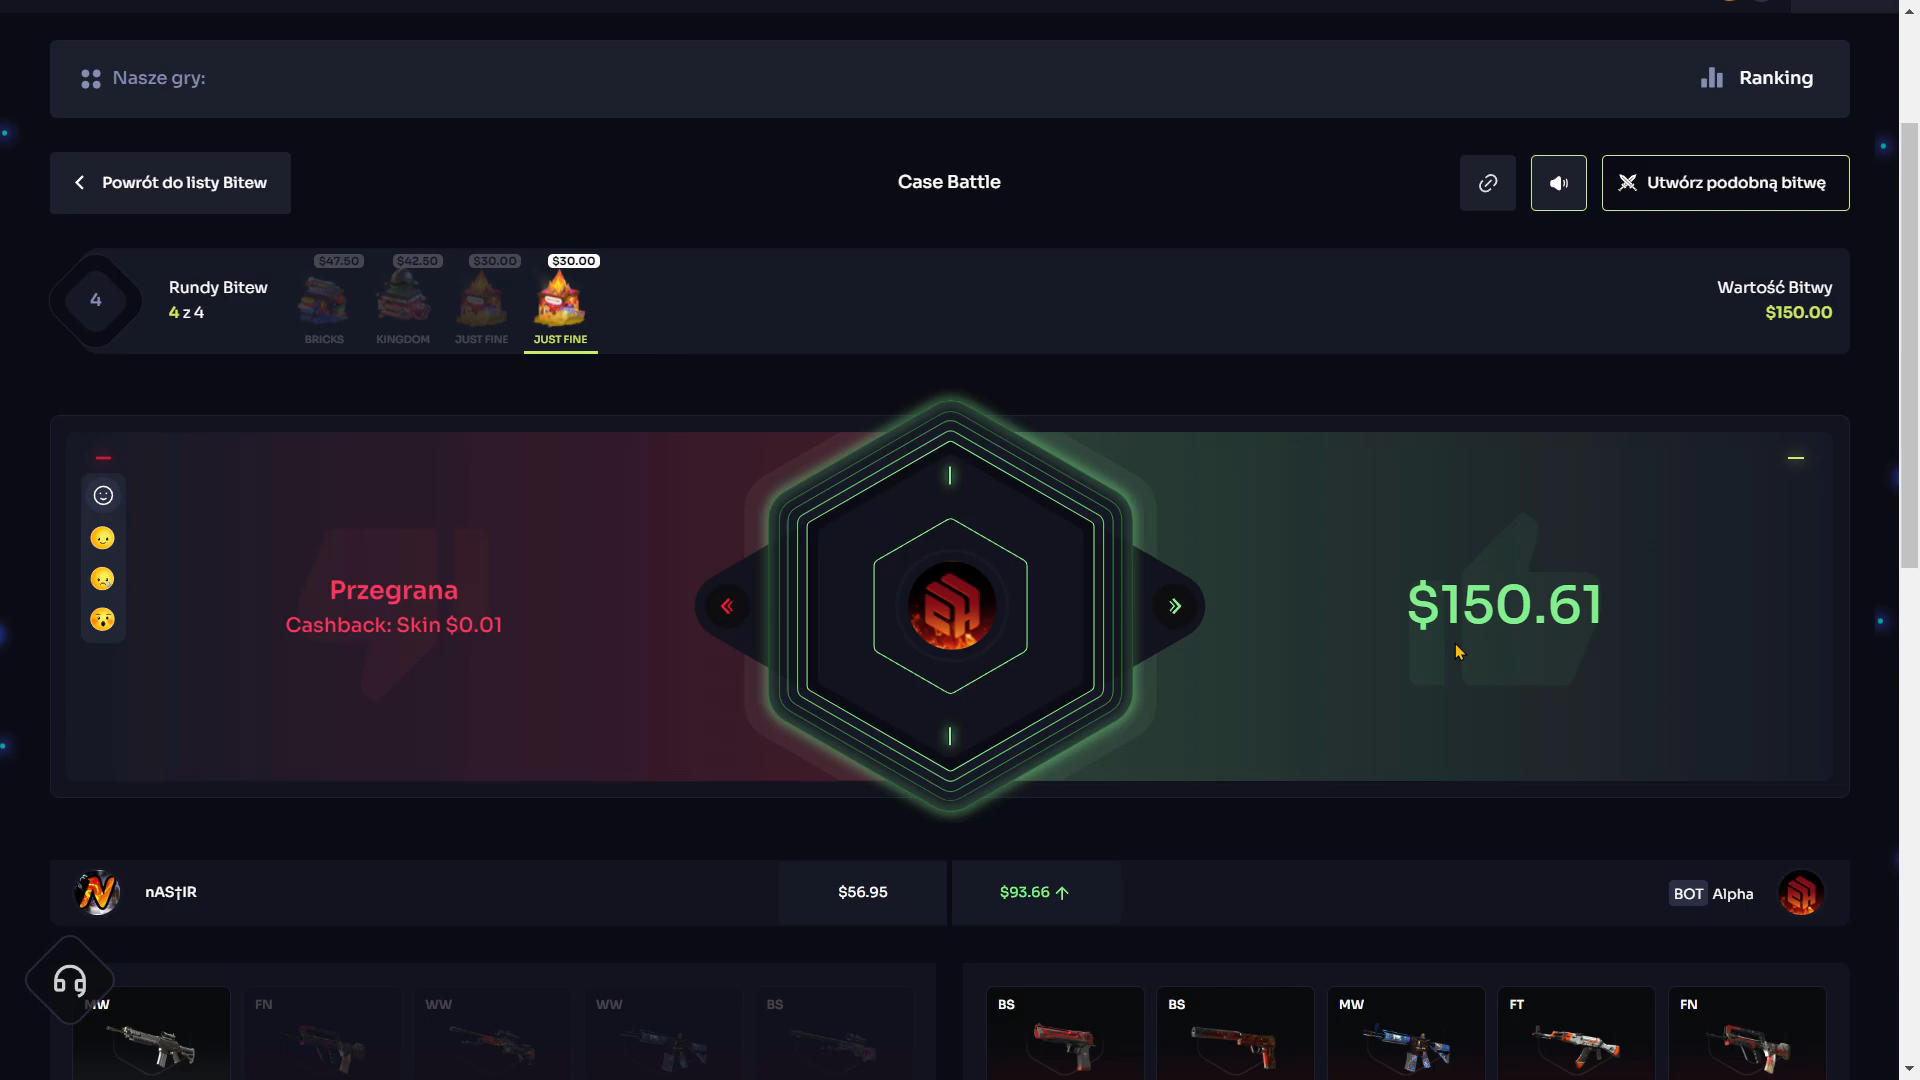 Nasze gry:
Ranking
Powrót do listy Bitew
Case Battle
Utwórz podobną bitwę
$47.50
$42.50
$30.00
$30.00
4
Rundy Bitew
4 z 4
BRICKS
KINGDOM
JUST FINE
JUST FINE
Wartość Bitwy
$150.00
Przegrana
Cashback: Skin $0.01
$150.61
nAS†IR
$56.95
$93.66
BOT Alpha
MW
FN
WW
WW
BS
BS
BS
MW
FT
FN